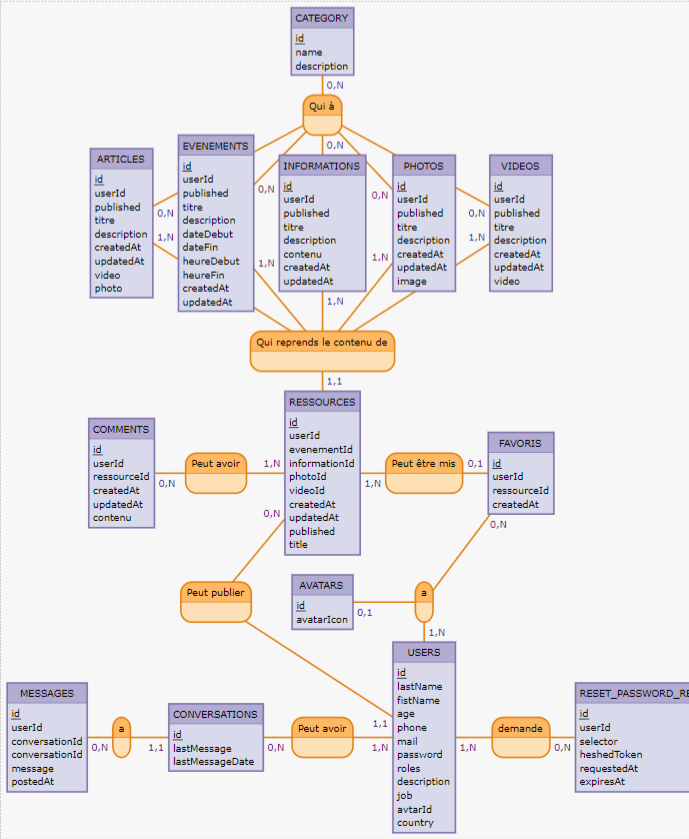 CATEGORY
id
name
description
0,N
Qui à
0,N
ARTICLES
id
userId
published
titre
description
createdAt
updatedAt
video
photo
0,N
1,N
EVENEMENTS
id
userId
published
titre
description
dateDebut
dateFin
heureDebut
heureFin
createdAt
updatedAt
0,N
1,N
INFORMATIONS
id
userId
published
titre
description
contenu
createdAt
updatedAt
1,N
PHOTOS
id
userId
published
titre
description
createdAt
updatedAt
image
0,N
1,N
VIDEOS
id
userId
published
titre
description
createdAt
updatedAt
video
0,N
1,N
Qui reprends le contenu de
1,1
RESSOURCES
id
userId
evenementId
informationId
photoId
videoId
createdAt
updatedAt
published
title
COMMENTS
id
userId
ressourceId
createdAt
updatedAt
contenu
0,N
Peut avoir
1,N
1,N
Peut être mis
0,1
FAVORIS
id
userId
ressourceId
createdAt
0,N
0,N
Peut publier
1,1
AVATARS
id
avatarIcon
0,1
a
1,N
USERS
id
lastName
fistName
age
phone
mail
password
roles
description
job
avtarId
country
MESSAGES
id
userId
conversationId
conversationId
message
postedAt
0,N
a
1,1
CONVERSATIONS
id
lastMessage
lastMessageDate
0,N
Peut avoir
1,N
1,N
demande
0,N
RESET_PASSWORD_RE
id
userId
selector
heshedToken
requestedAt
expiresAt